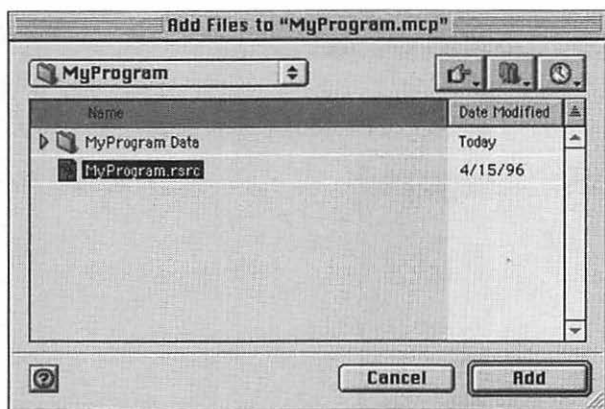 Add Files to “MyProgram.mcp”
MyProgram
Name Date Modified
MyProgram Data Today
MyProgram.rsrc 4/15/96
Cancel Add